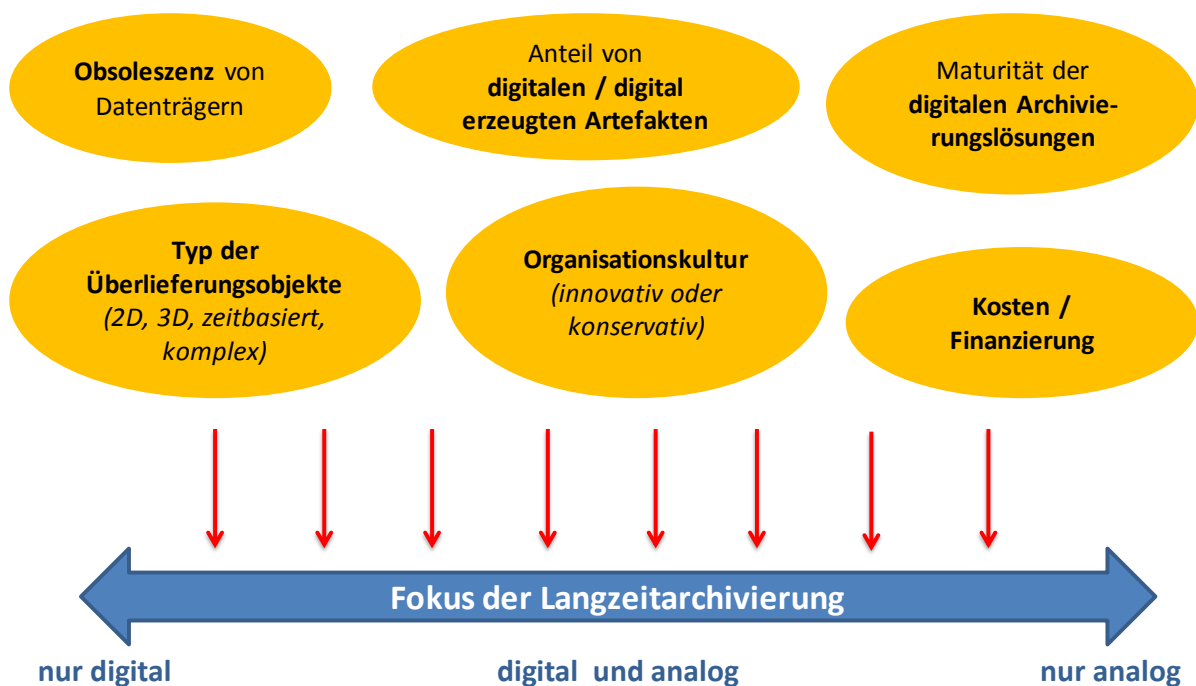 Obsoleszenz von
Datenträgern
Anteil von
digitalen / digital
erzeugten Artefakten
Maturität der
digitalen Archivie-
rungslösungen
Typ der
Überlieferungsobjekte
(2D, 3D, zeitbasiert,
komplex)
Organisationskultur
(innovativ oder
konservativ)
Kosten /
Finanzierung
Fokus der Langzeitarchivierung
nur digital
digital und analog
nur analog